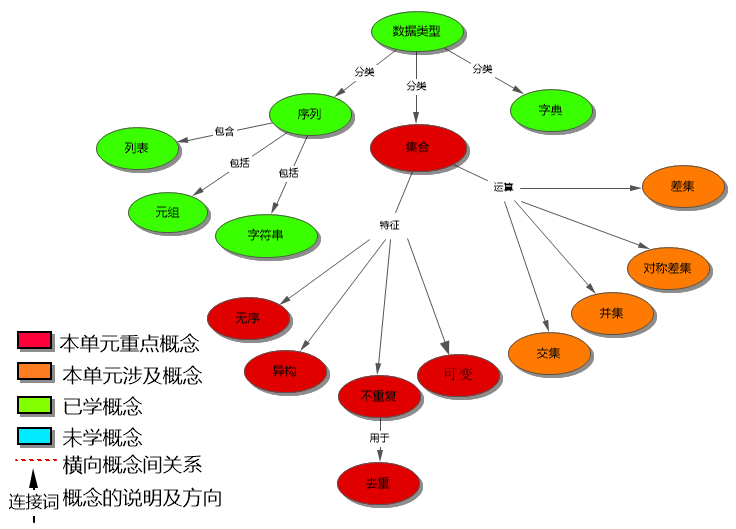 数据类型
分类
分类
分类
序列
集合
字典
包含
包括
包括
列表
元组
字符串
运算
差集
对称差集
并集
交集
特征
无序
异构
不重复
可变
用于
去重
本单元重点概念
本单元涉及概念
已学概念
未学概念
横向概念间关系
连接词
概念的说明及方向